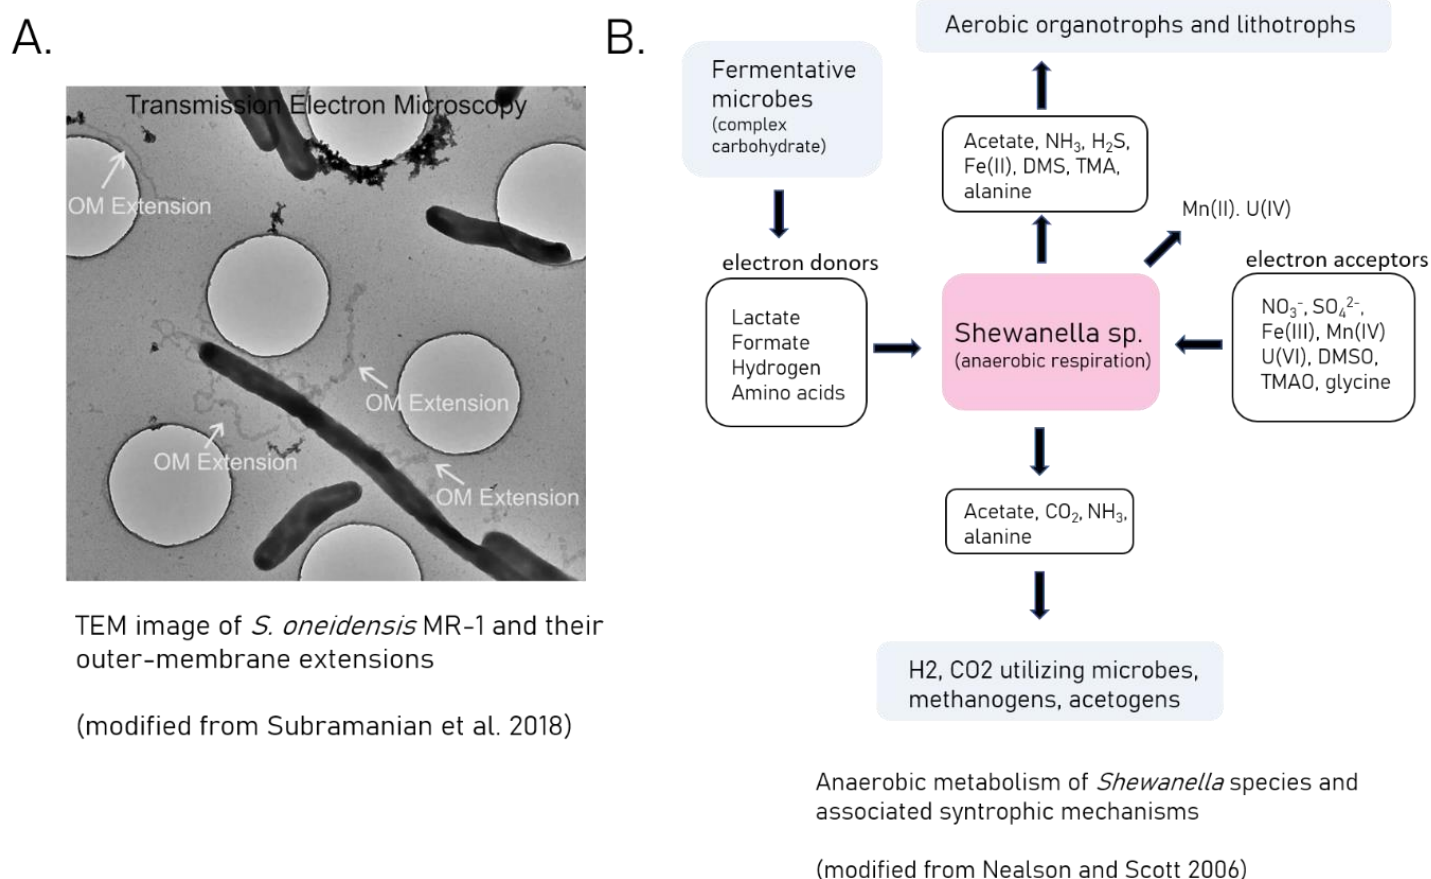 A.
Transmission Electron Microscopy
OM Extension
OM Extension
OM Extension
OM Extension
TEM image of S. oneidensis MR-1 and their
outer-membrane extensions
(modified from Subramanian et al. 2018)
B.
Aerobic organotrophs and lithotrophs
Fermentative
microbes
(complex
carbohydrate)
Acetate, NH₃, H₂S,
Fe(II), DMS, TMA,
alanine
Mn(II). U(IV)
electron donors
electron acceptors
Lactate
Formate
Hydrogen
Amino acids
Shewanella sp.
(anaerobic respiration)
NO₃⁻, SO₄²⁻,
Fe(III), Mn(IV)
U(VI), DMSO,
TMAO, glycine
Acetate, CO₂, NH₃,
alanine
H2, CO2 utilizing microbes,
methanogens, acetogens
Anaerobic metabolism of Shewanella species and
associated syntrophic mechanisms
(modified from Nealson and Scott 2006)